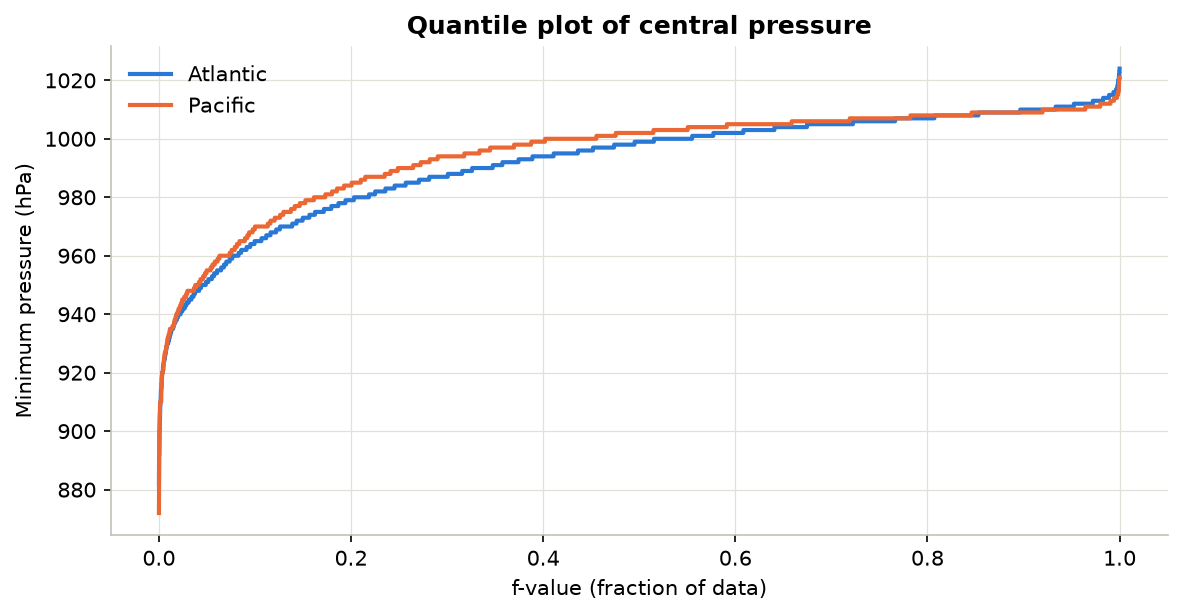 Quantile plot of central pressure
Atlantic
Pacific
Minimum pressure (hPa)
1020
1000
980
960
940
920
900
880
0.0 0.2 0.4 0.6 0.8 1.0
f-value (fraction of data)